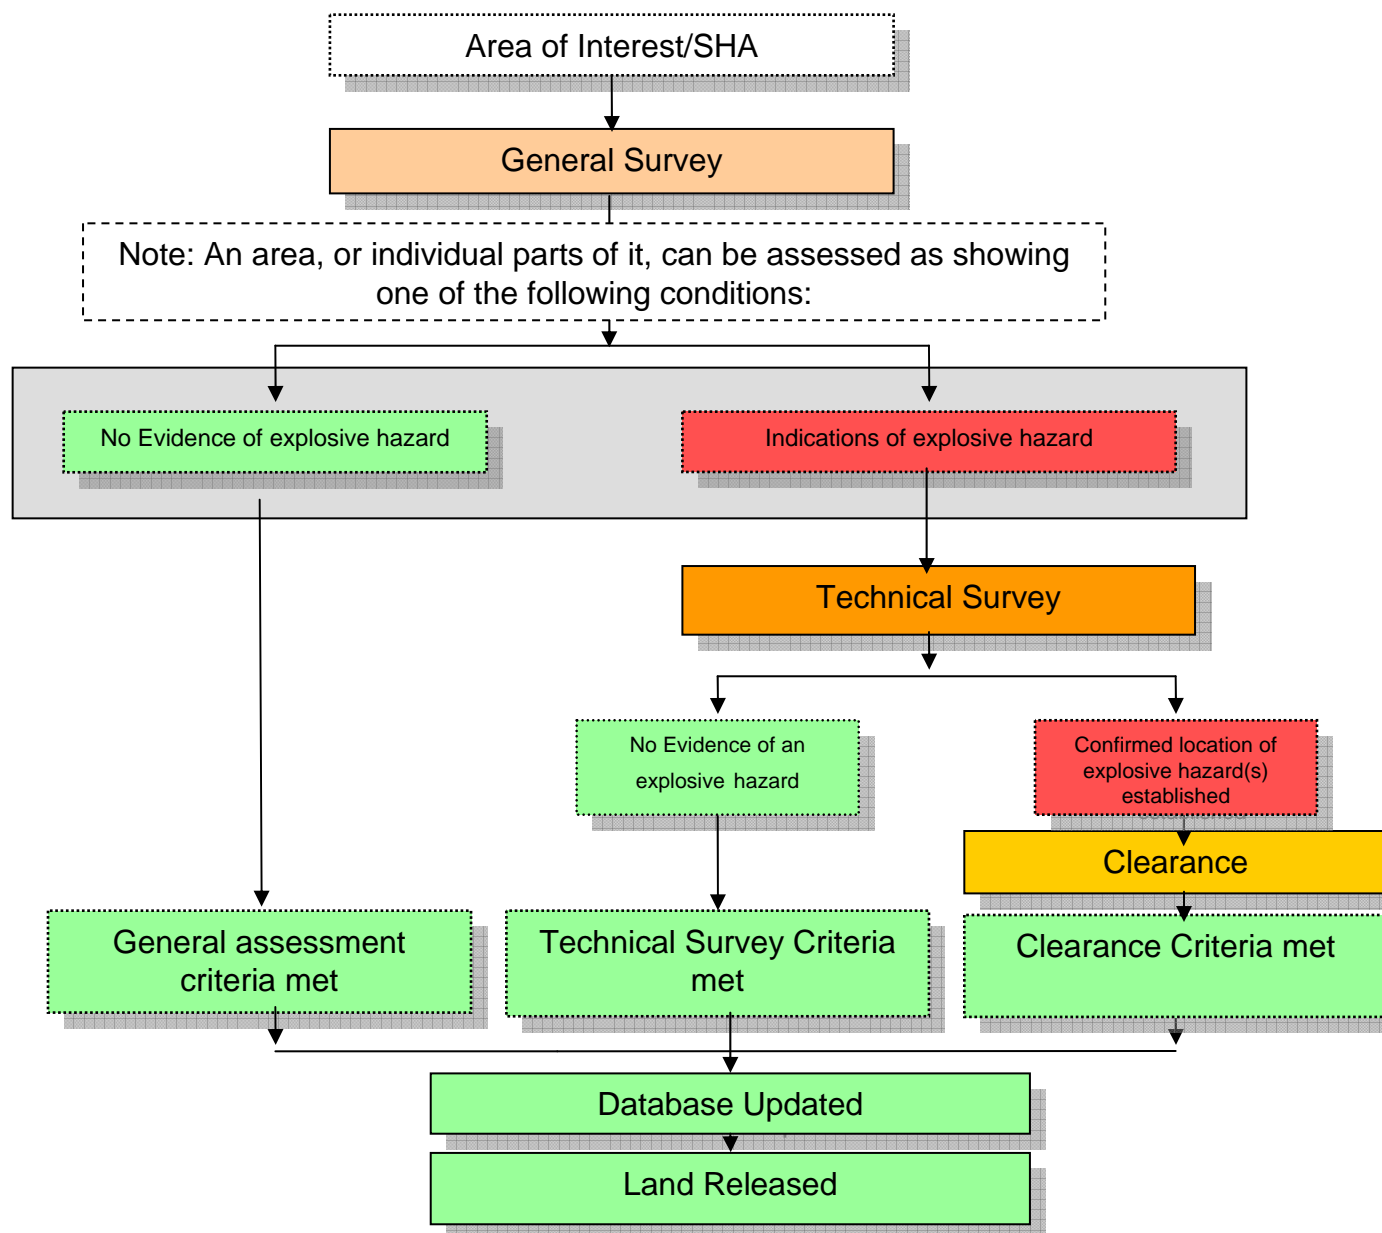 Area of Interest/SHA
General Survey
Note: An area, or individual parts of it, can be assessed as showing
one of the following conditions:
No Evidence of explosive hazard
Indications of explosive hazard
Technical Survey
No Evidence of an
explosive hazard
Confirmed location of
explosive hazard(s)
established
Clearance
General assessment
criteria met
Technical Survey Criteria
met
Clearance Criteria met
Database Updated
Land Released